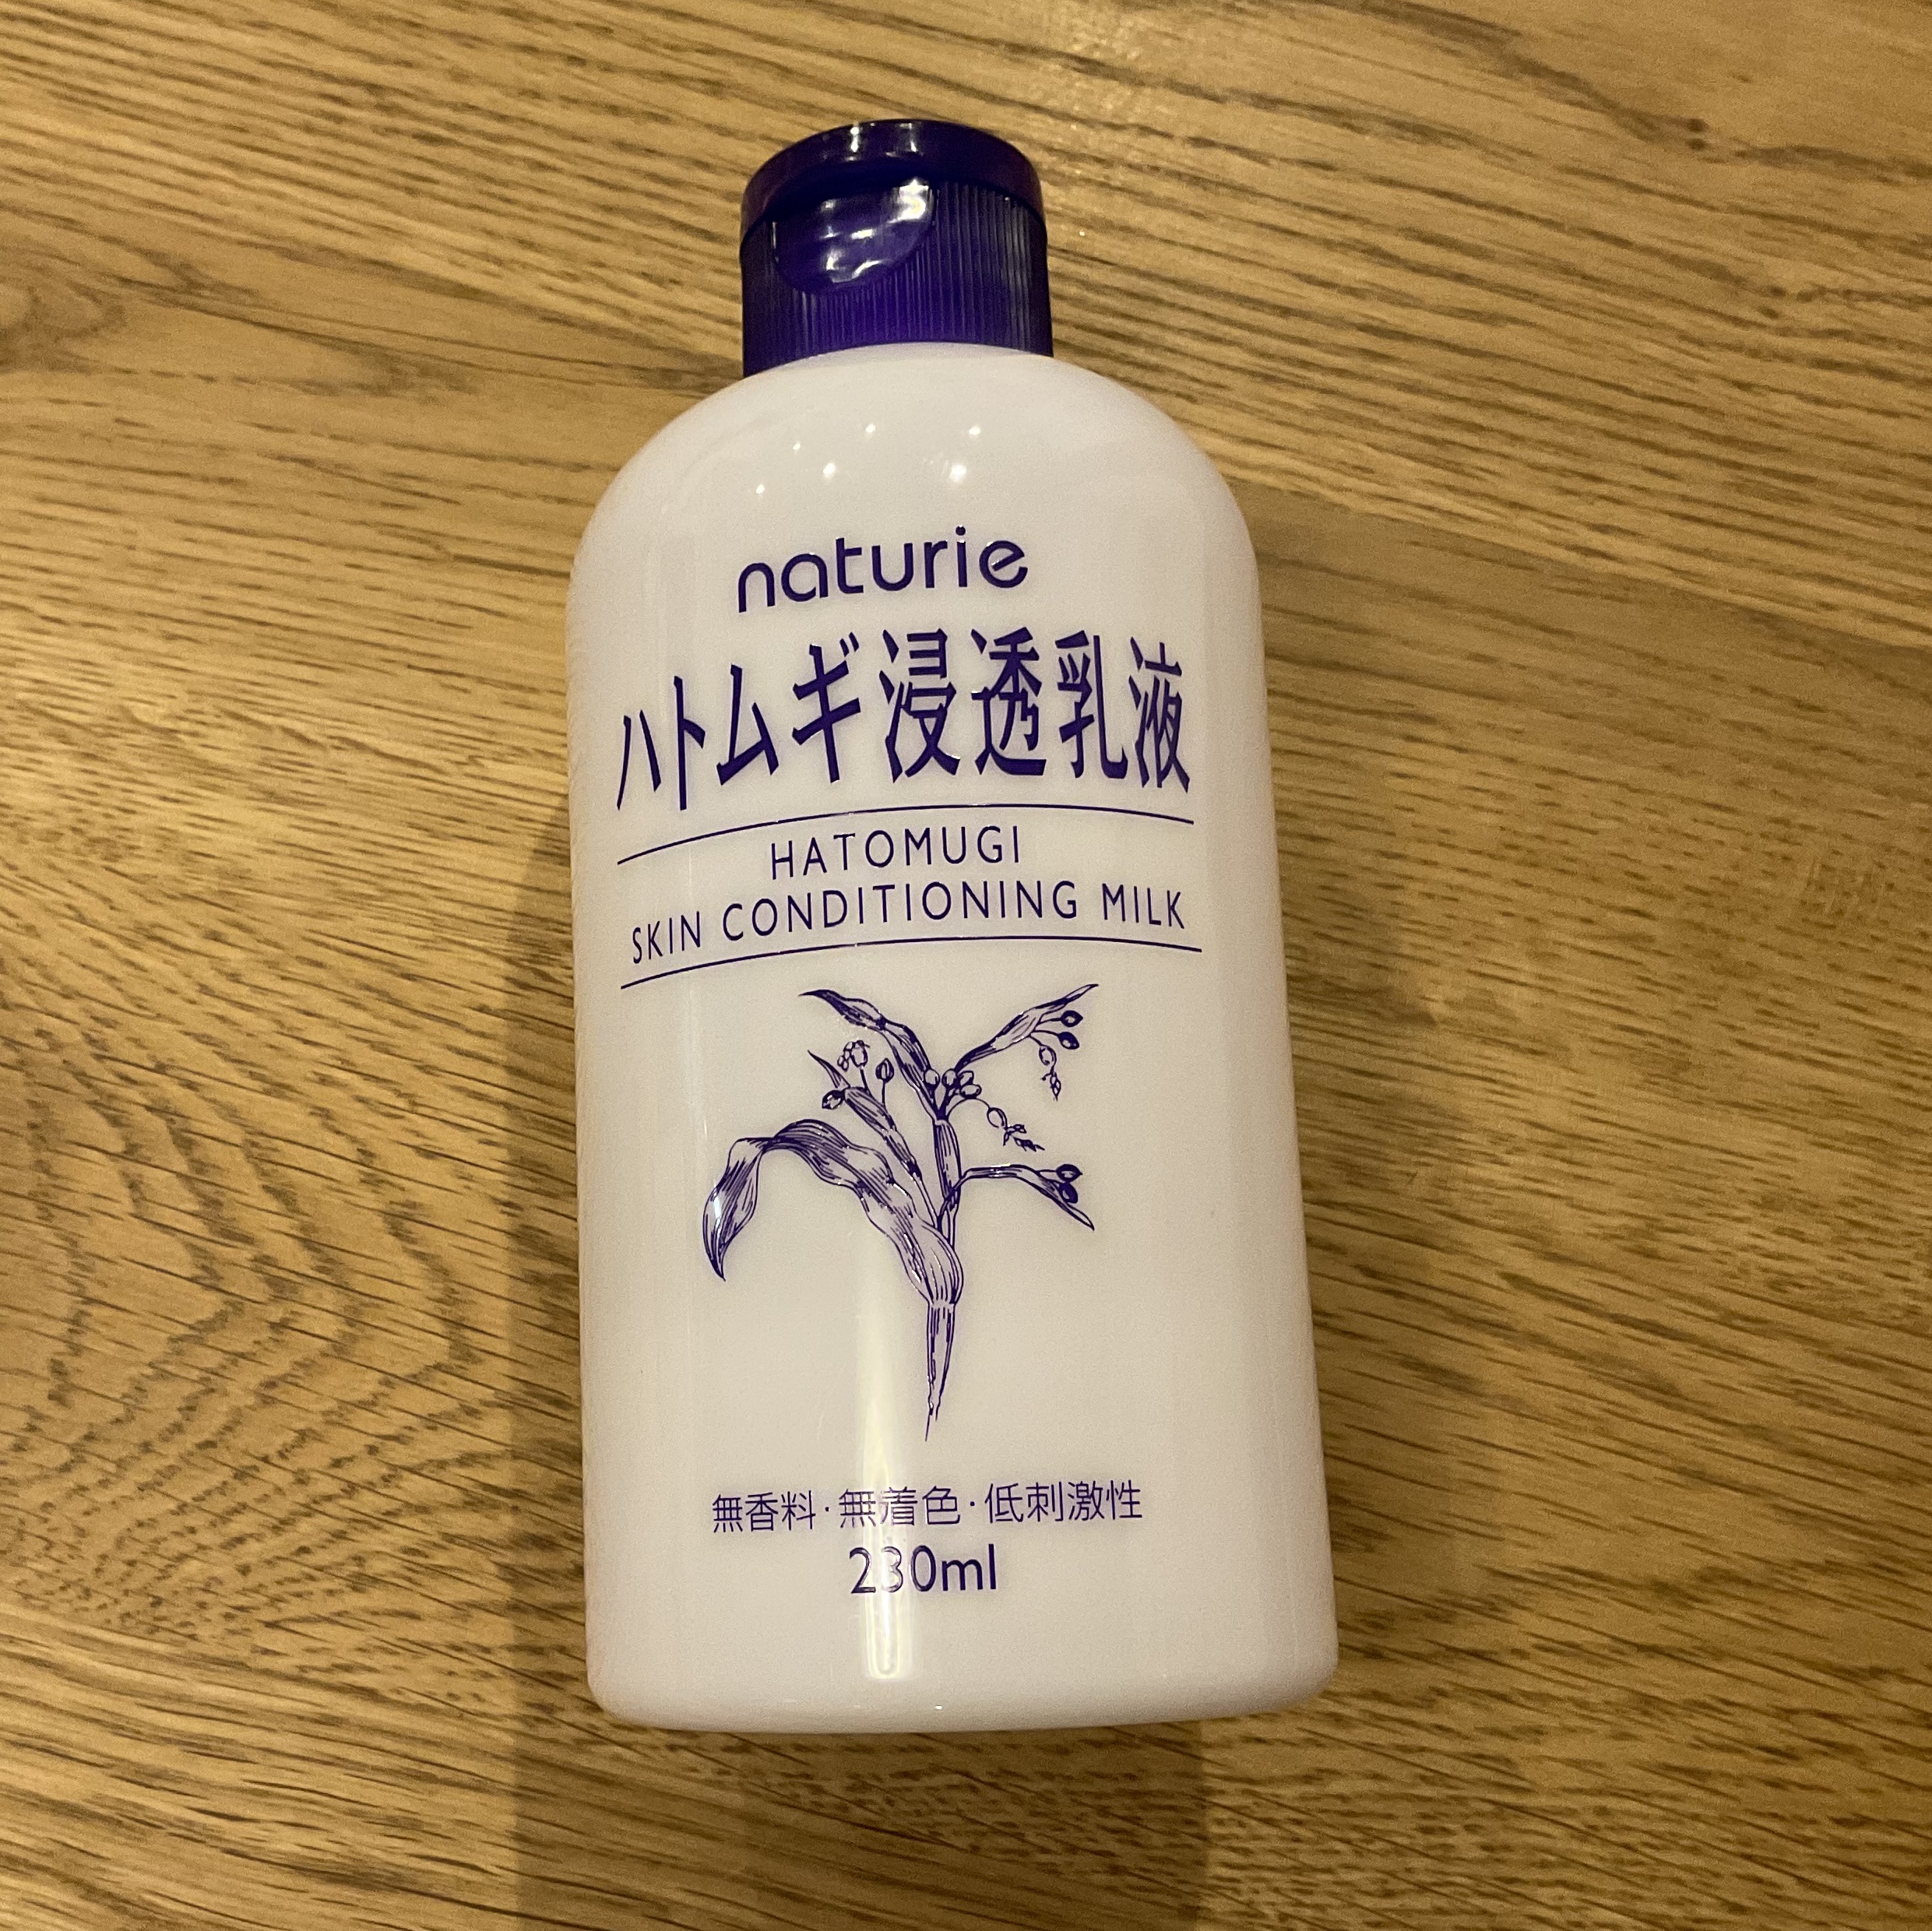 naturie
ハトムギ浸透乳液
HATOMUGI
SKIN CONDITIONING MILK
無香料·無着色·低刺激性
230ml